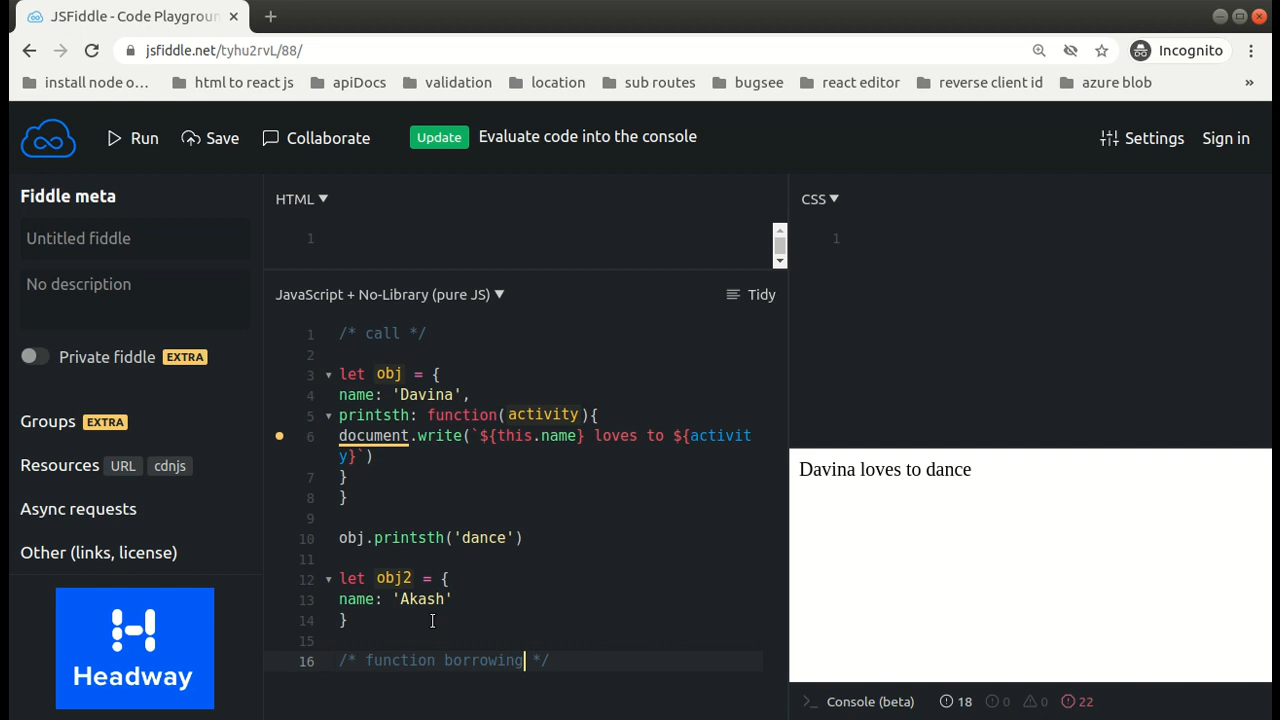 JSFiddle - Code Playgroun
jsfiddle.net/tyhu2rvL/88/
Incognito
install node o...
html to react js
apiDocs
validation
location
sub routes
bugsee
react editor
reverse client id
azure blob
»
Run
Save
Collaborate
Update
Evaluate code into the console
Settings
Sign in
Fiddle meta
Untitled fiddle
No description
Private fiddle EXTRA
Groups EXTRA
Resources URL cdnjs
Async requests
Other (links, license)
Headway
HTML
1
CSS
1
JavaScript + No-Library (pure JS)
Tidy
1 /* call */
2
3 let obj = {
4 name: 'Davina',
5 printsth: function(activity){
6 document.write(`${this.name} loves to ${activit
y}`)
7 }
8 }
9
10 obj.printsth('dance')
11
12 let obj2 = {
13 name: 'Akash'
14 }
15
16 /* function borrowing */
Davina loves to dance
>_ Console (beta)
18
0
0
22